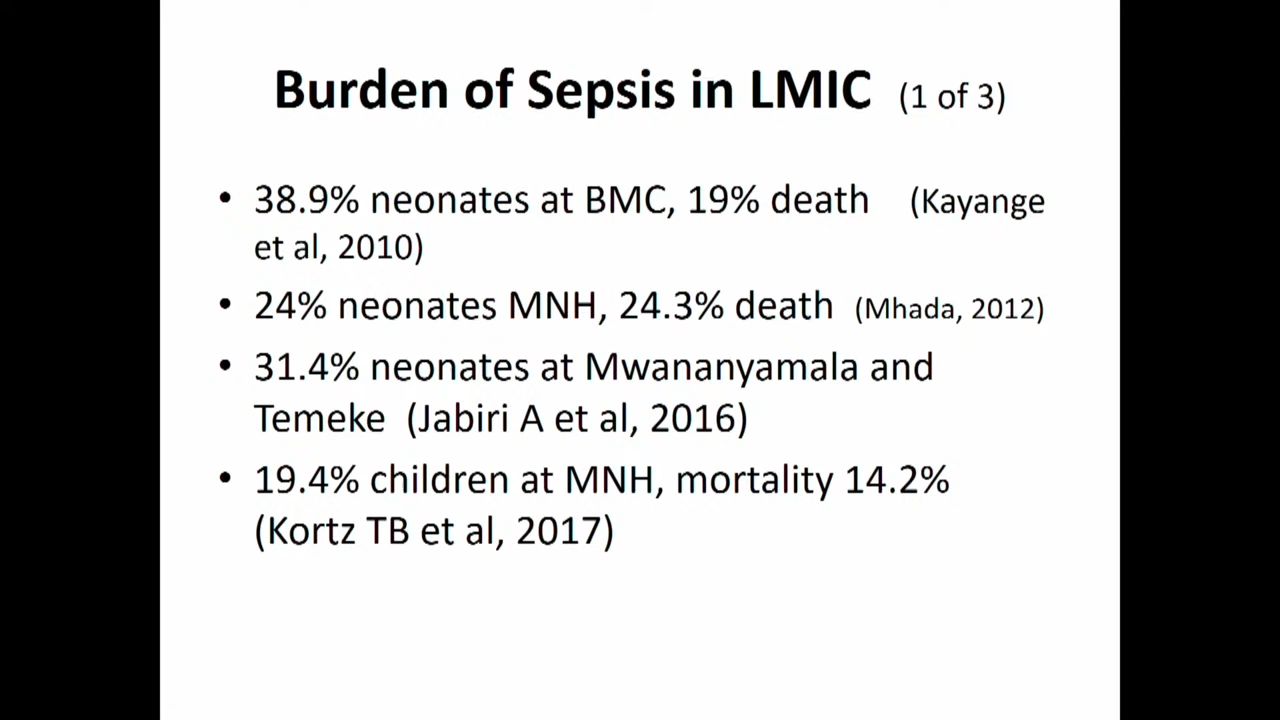 Burden of Sepsis in LMIC (1 of 3)
• 38.9% neonates at BMC, 19% death (Kayange
et al, 2010)
• 24% neonates MNH, 24.3% death (Mhada, 2012)
• 31.4% neonates at Mwananyamala and
Temeke (Jabiri A et al, 2016)
• 19.4% children at MNH, mortality 14.2%
(Kortz TB et al, 2017)